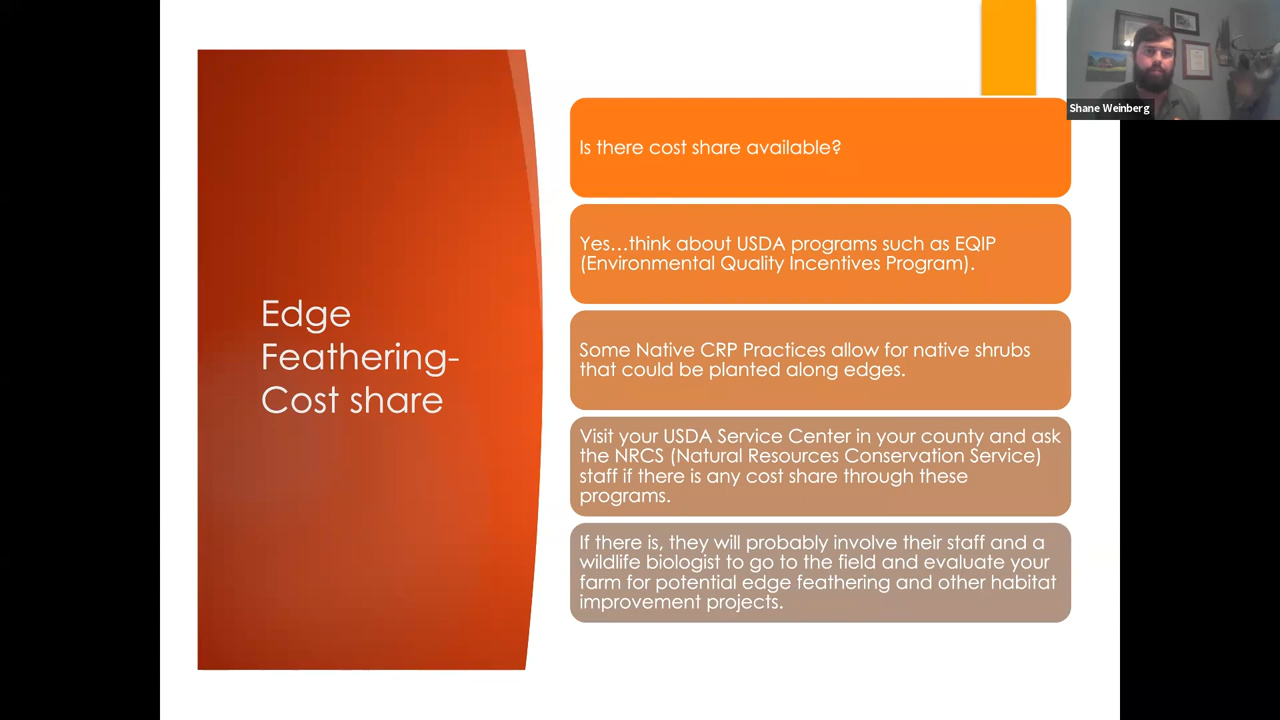 Shane Weinberg
Edge
Feathering-
Cost share
Is there cost share available?
Yes…think about USDA programs such as EQIP
(Environmental Quality Incentives Program).
Some Native CRP Practices allow for native shrubs
that could be planted along edges.
Visit your USDA Service Center in your county and ask
the NRCS (Natural Resources Conservation Service)
staff if there is any cost share through these
programs.
If there is, they will probably involve their staff and a
wildlife biologist to go to the field and evaluate your
farm for potential edge feathering and other habitat
improvement projects.